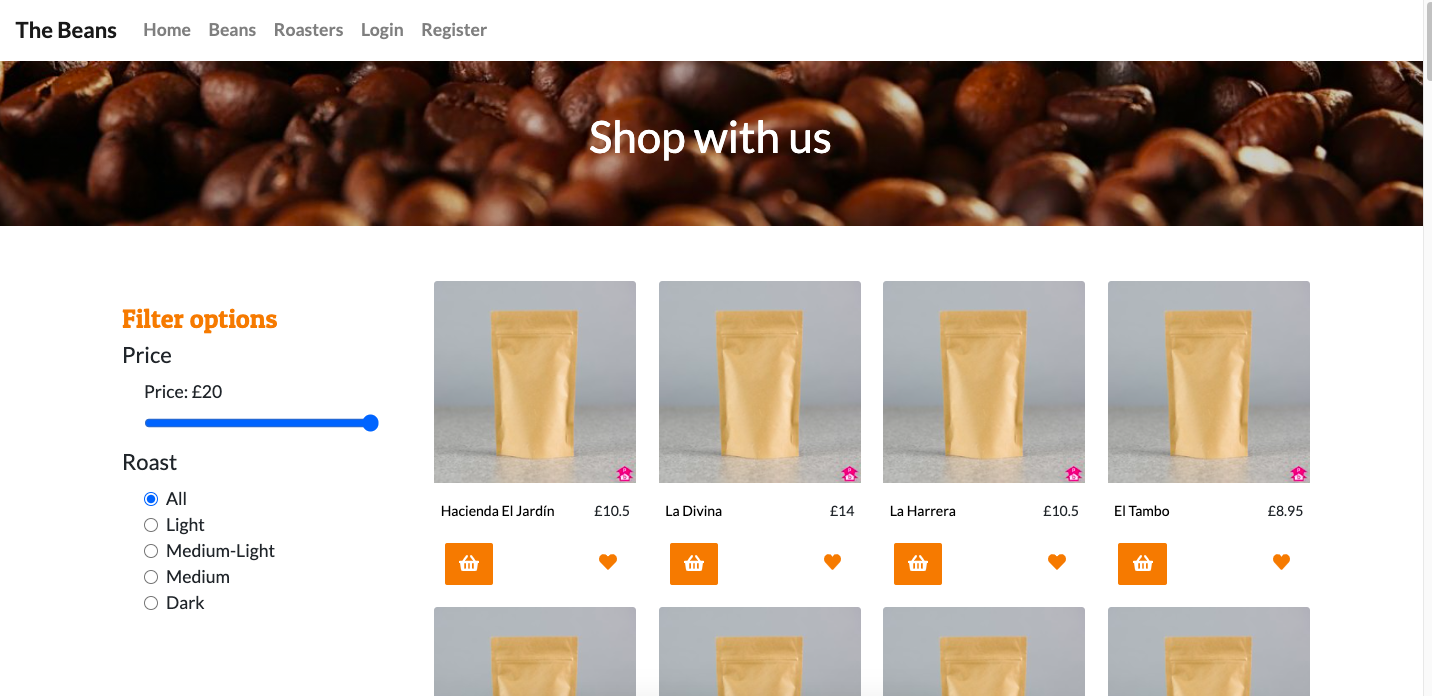 The Beans Home Beans Roasters Login Register
Shop with us
Filter options
Price
Price: £20
Roast
All
Light
Medium-Light
Medium
Dark
Hacienda El Jardín £10.5
La Divina £14
La Harrera £10.5
El Tambo £8.95